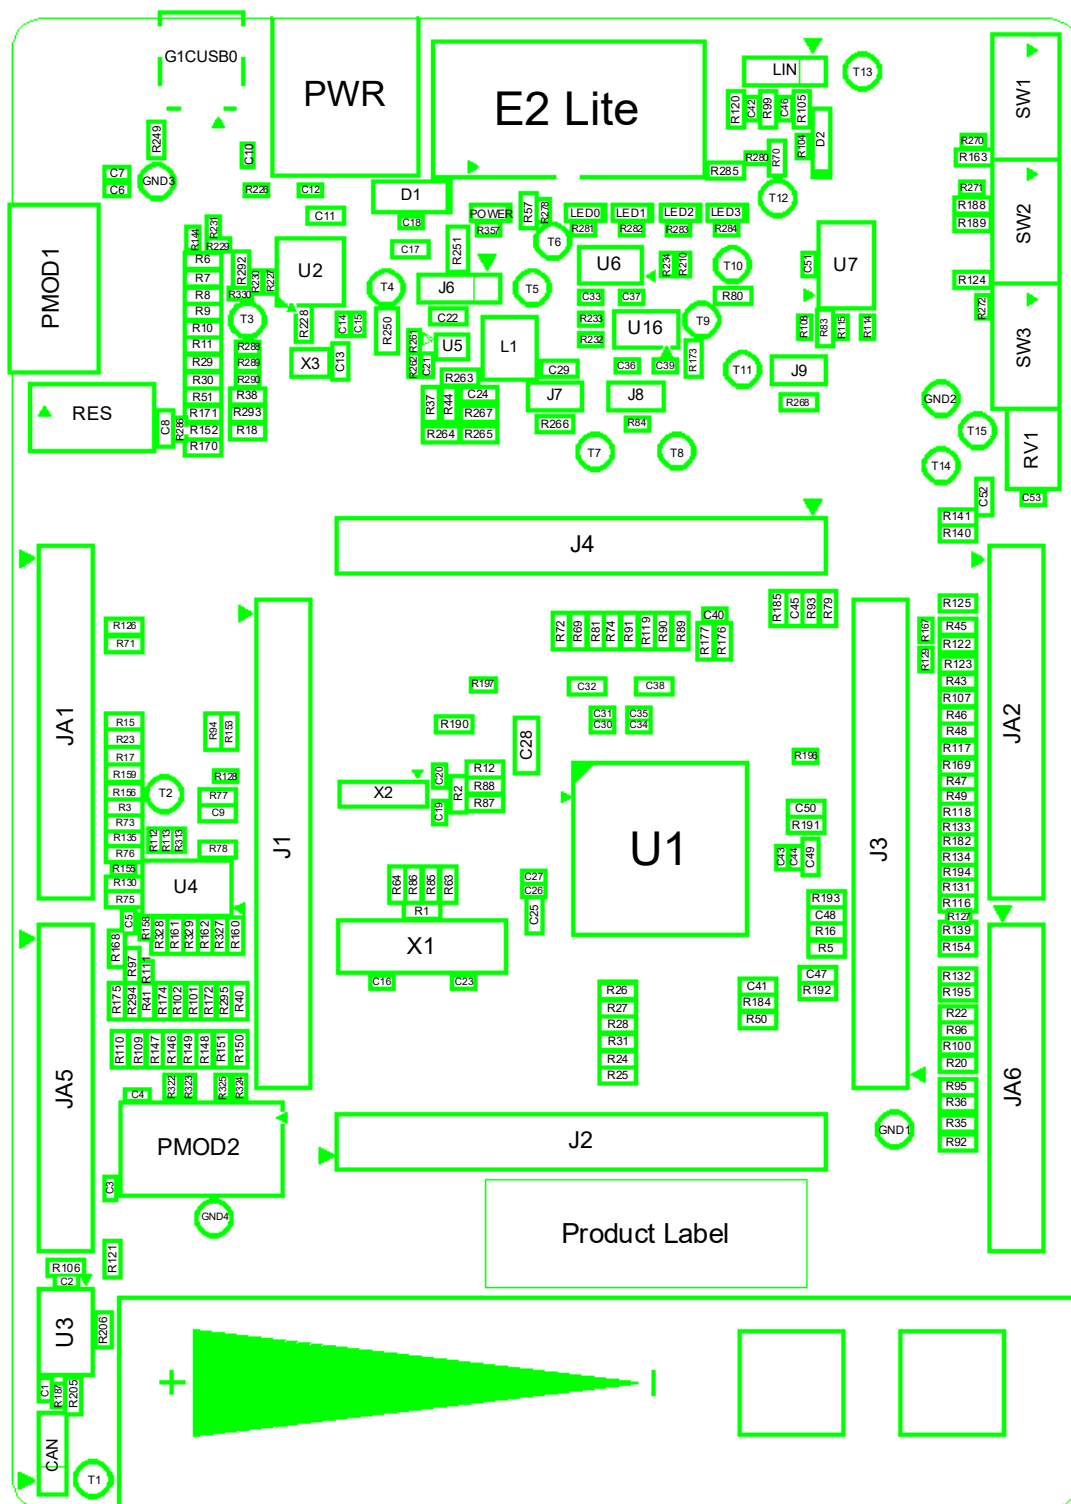 G1CUSB0
PWR
E2 Lite
LIN
T13
SW1
R120
C42
R99
C46
R105
R249
C10
R104
D2
R270
R163
R280
R70
R285
C7
C6
GND3
R226
C12
D1
T12
R271
R188
R189
SW2
C11
C18
POWER
R357
R57
R278
LED0
LED1
LED2
LED3
R281
R282
R283
R284
PMOD1
R144
R231
R229
C17
R251
T6
R6
R292
R230
R227
U2
U6
R234
R210
T10
C51
U7
R7
R8
R330
T4
J6
T5
C33
C37
R80
R124
R272
SW3
R9
T3
R228
C14
C15
R250
C22
R233
U16
T9
R108
R83
R115
R114
R10
R11
R288
R261
U5
L1
R232
R29
R289
X3
C13
R262
C21
C29
C36
C39
R173
T11
J9
R30
R290
R263
R51
R38
R37
R44
C24
J7
J8
R268
GND2
RES
C8
R286
R171
R293
R267
R152
R18
R264
R265
R266
R84
T15
RV1
R170
T7
T8
T14
C52
C53
R141
R140
J4
JA1
R126
R71
R72
R69
R81
R74
R91
R119
R90
R89
C40
R177
R176
R185
C45
R93
R79
R167
R129
R125
R45
R122
R123
R43
R107
R46
R48
R117
R169
R47
R49
R118
R133
R182
R134
R194
R131
R116
R127
R139
R154
JA2
R197
C32
C38
R190
C31
C30
C35
C34
R15
R23
R17
R159
R156
R3
R73
R135
R76
R155
R130
R75
R94
R153
R128
R77
C9
T2
R112
R113
R313
R78
U4
J1
C28
R196
X2
C20
C19
R2
R12
R88
R87
U1
C50
R191
C43
C44
C49
J3
R64
R86
R85
R63
R1
C27
C26
C25
R193
C48
R16
R5
C5
R158
R328
R161
R329
R162
R327
R160
R168
R97
R111
X1
C16
C23
C47
R192
R132
R195
R175
R294
R41
R174
R102
R101
R172
R295
R40
R26
R27
R28
R31
R24
R25
C41
R184
R50
R22
R96
R100
R20
R95
R36
R35
R92
JA6
JA5
R110
R109
R147
R146
R149
R148
R151
R150
C4
R322
R323
R325
R324
PMOD2
J2
GND1
C3
GND4
Product Label
R121
R106
C2
U3
R206
C1
R187
R205
CAN
T1
+
–